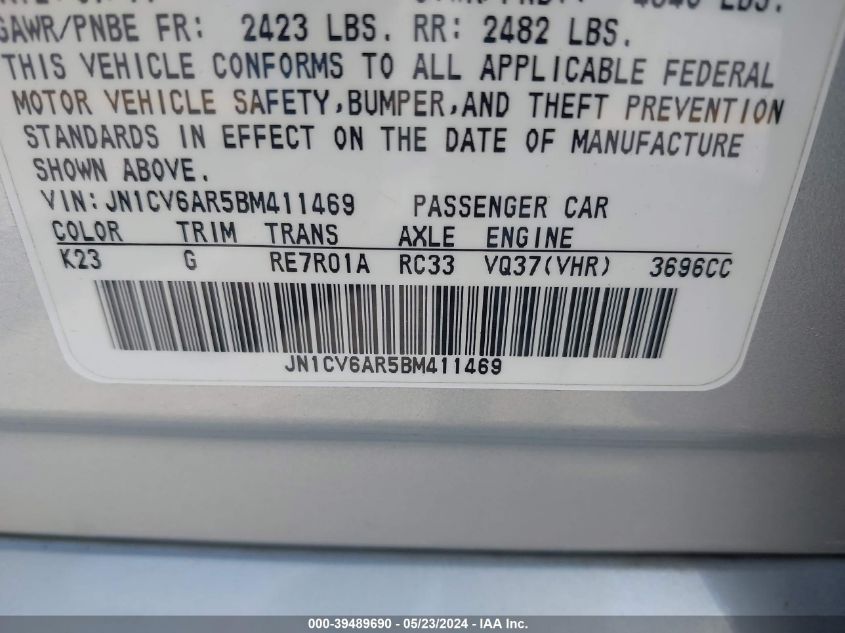 GAWR/PNBE FR: 2423 LBS. RR: 2482 LBS.
THIS VEHICLE CONFORMS TO ALL APPLICABLE FEDERAL
MOTOR VEHICLE SAFETY,BUMPER,AND THEFT PREVENTION
STANDARDS IN EFFECT ON THE DATE OF MANUFACTURE
SHOWN ABOVE.
VIN:JN1CV6AR5BM411469 PASSENGER CAR
COLOR TRIM TRANS AXLE ENGINE
K23 G RE7R01A RC33 VQ37(VHR) 3696CC
JN1CV6AR5BM411469
000-39489690 - 05/23/2024 - IAA Inc.